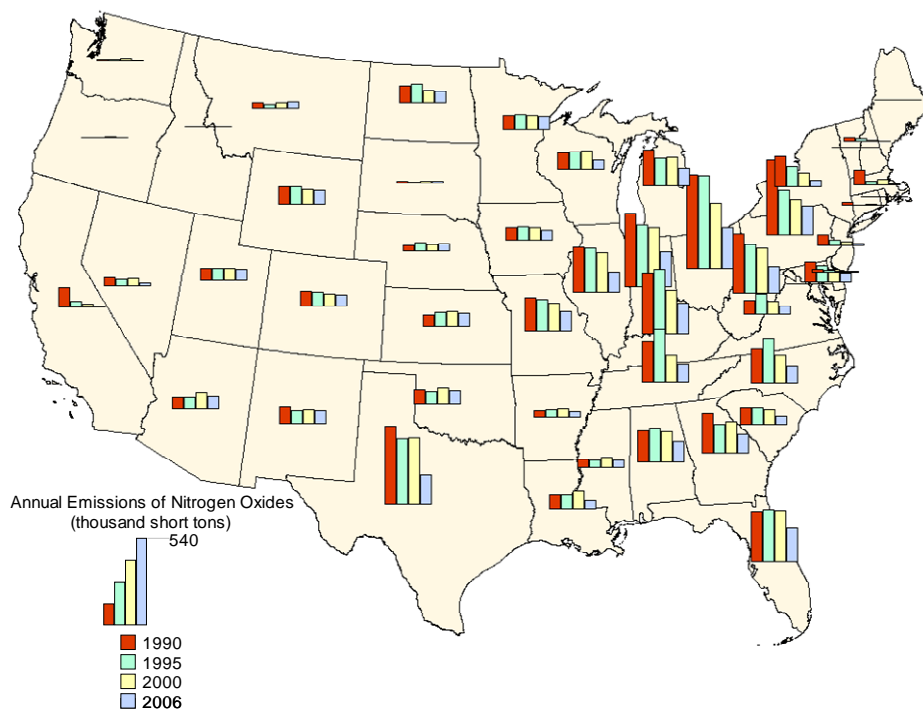 Annual Emissions of Nitrogen Oxides
(thousand short tons)
540
1990
1995
2000
2006